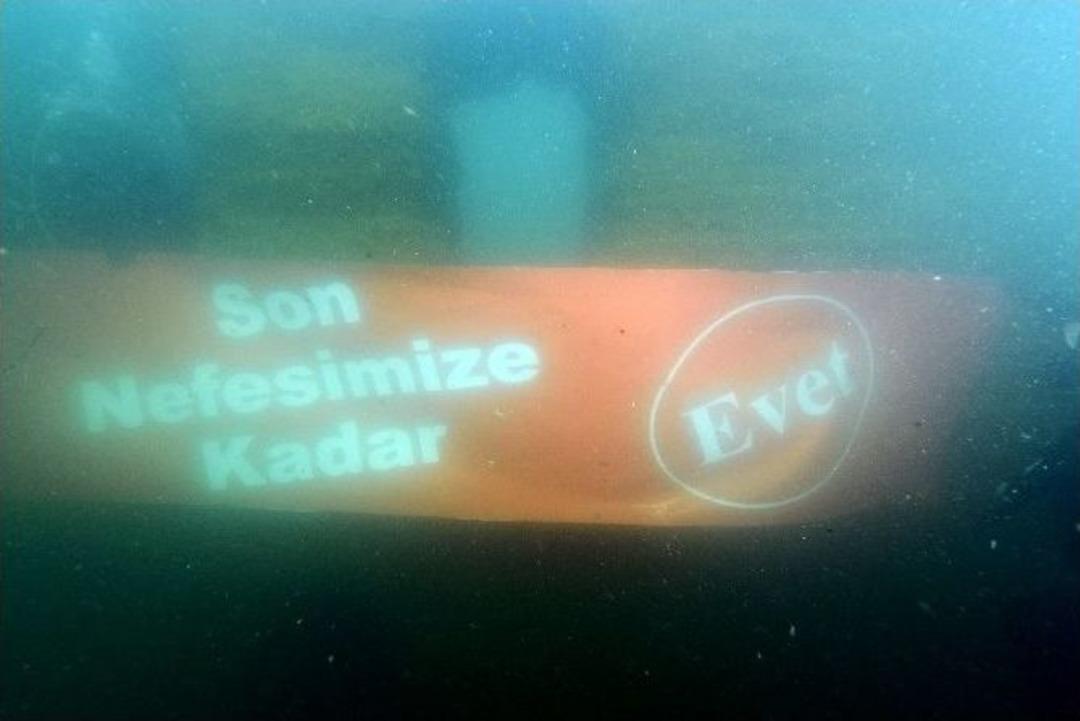 Son
Nefesimize
Kadar
Evet